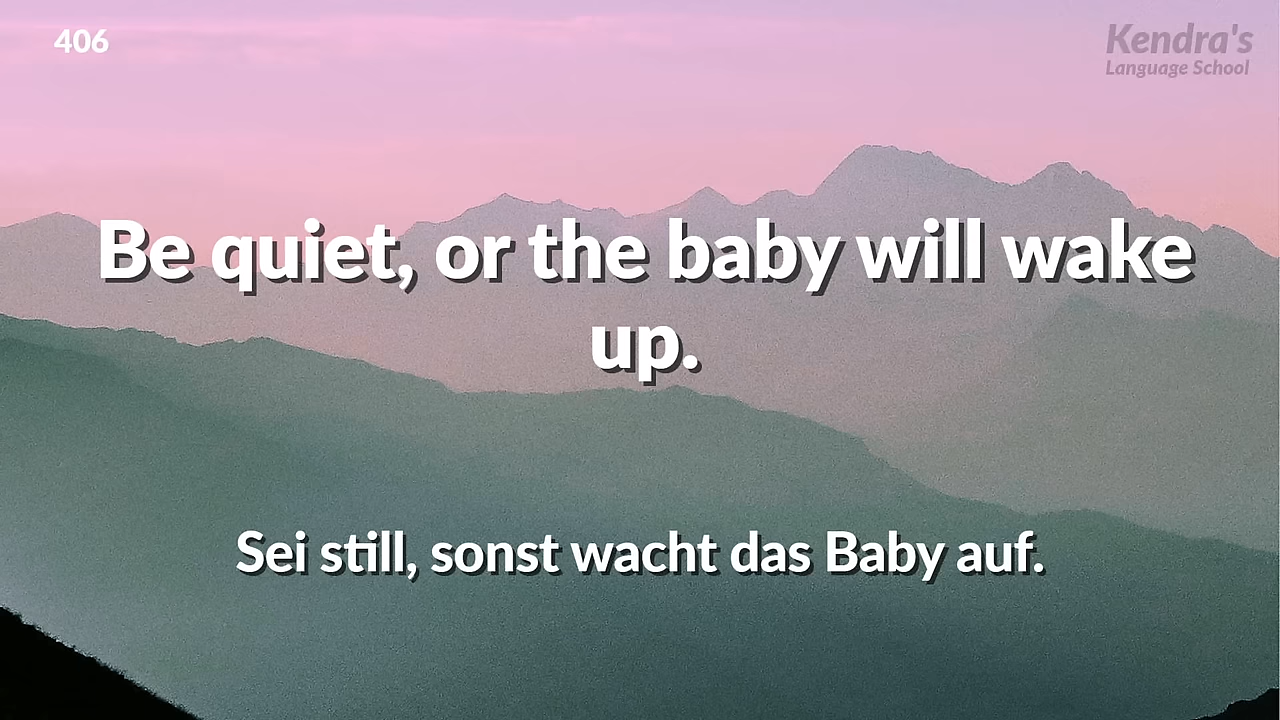 406
Kendra's
Language School
Be quiet, or the baby will wake
up.
Sei still, sonst wacht das Baby auf.